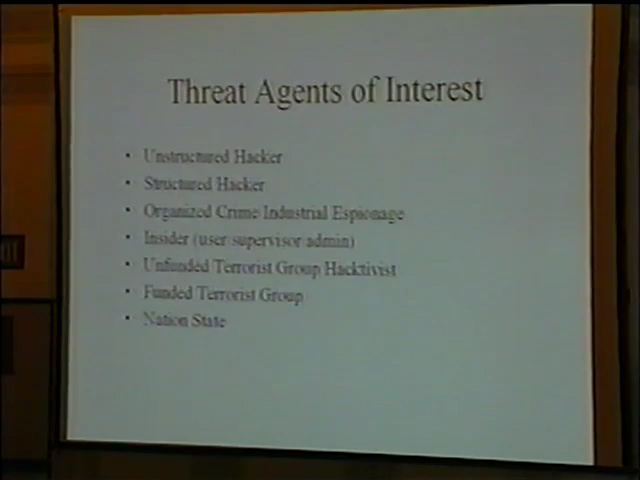 Threat Agents of Interest
• Unstructured Hacker
• Structured Hacker
• Organized Crime Industrial Espionage
• Insider (user supervisor admin)
• Unfunded Terrorist Group Hacktivist
• Funded Terrorist Group
• Nation State